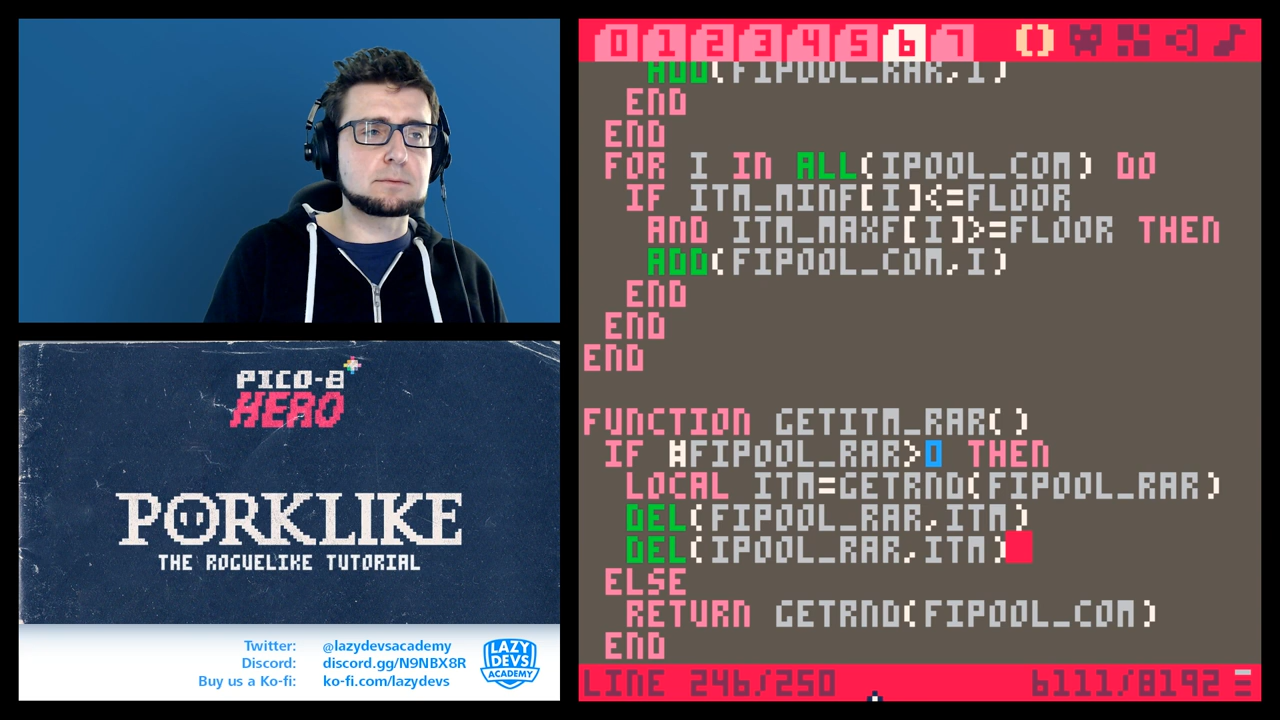 0 1 2 3 4 5 6 7
ADD(FIPOOL_RAR,I)
END
END
FOR I IN ALL(IPOOL_COM) DO
IF ITM_MINF[I]<=FLOOR
AND ITM_MAXF[I]>=FLOOR THEN
ADD(FIPOOL_COM,I)
END
END
END
FUNCTION GETITM_RAR()
IF #FIPOOL_RAR>0 THEN
LOCAL ITM=GETRND(FIPOOL_RAR)
DEL(FIPOOL_RAR,ITM)
DEL(IPOOL_RAR,ITM)
ELSE
RETURN GETRND(FIPOOL_COM)
END
LINE 246/250 6111/8192
PICO-8
HERO
PORKLIKE
THE ROGUELIKE TUTORIAL
Twitter: @lazydevsacademy
Discord: discord.gg/N9NBX8R
Buy us a Ko-fi: ko-fi.com/lazydevs
LAZY
DEVS
ACADEMY